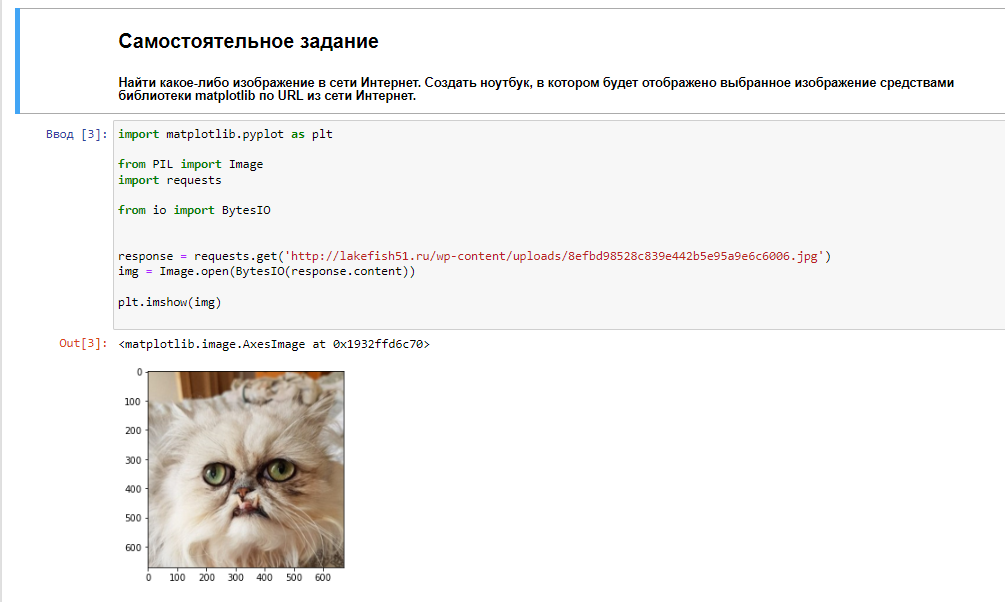 Самостоятельное задание
Найти какое-либо изображение в сети Интернет. Создать ноутбук, в котором будет отображено выбранное изображение средствами
библиотеки matplotlib по URL из сети Интернет.
Ввод [3]:
import matplotlib.pyplot as plt
from PIL import Image
import requests
from io import BytesIO
response = requests.get('http://lakefish51.ru/wp-content/uploads/8efbd98528c839e442b5e95a9e6c6006.jpg')
img = Image.open(BytesIO(response.content))
plt.imshow(img)
Out[3]: <matplotlib.image.AxesImage at 0x1932ffd6c70>
0
100
200
300
400
500
600
0 100 200 300 400 500 600